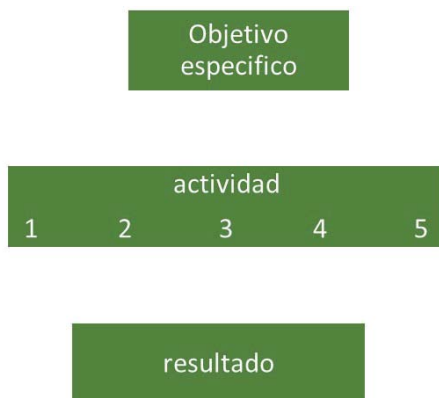 Objetivo
especifico
actividad
1 2 3 4 5
resultado